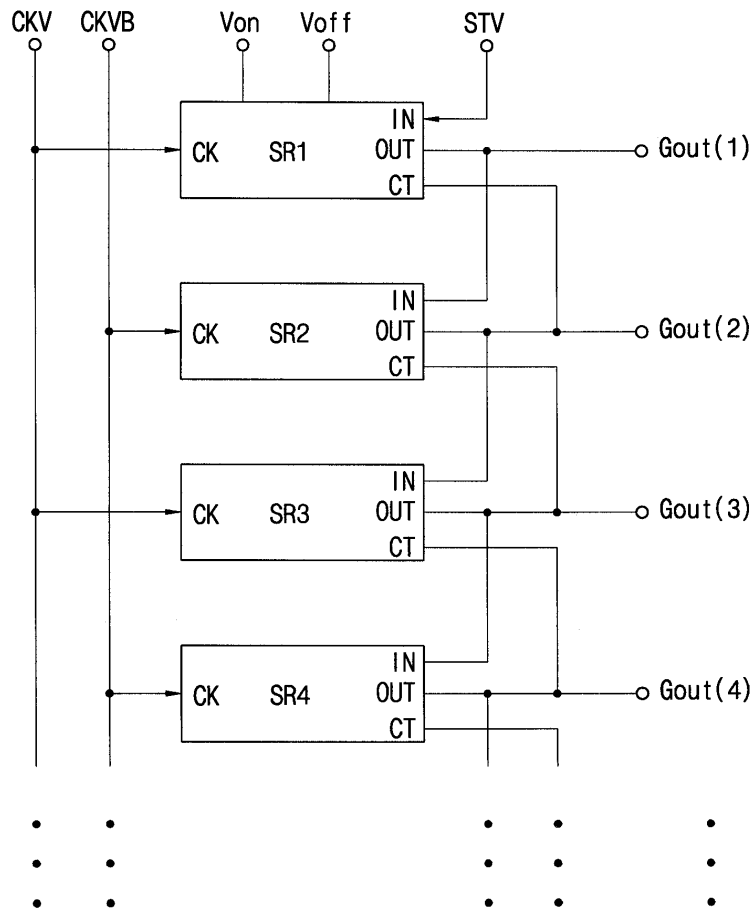 CKV CKVB Von Voff STV
IN
CK SR1 OUT Gout(1)
CT
IN
CK SR2 OUT Gout(2)
CT
IN
CK SR3 OUT Gout(3)
CT
IN
CK SR4 OUT Gout(4)
CT